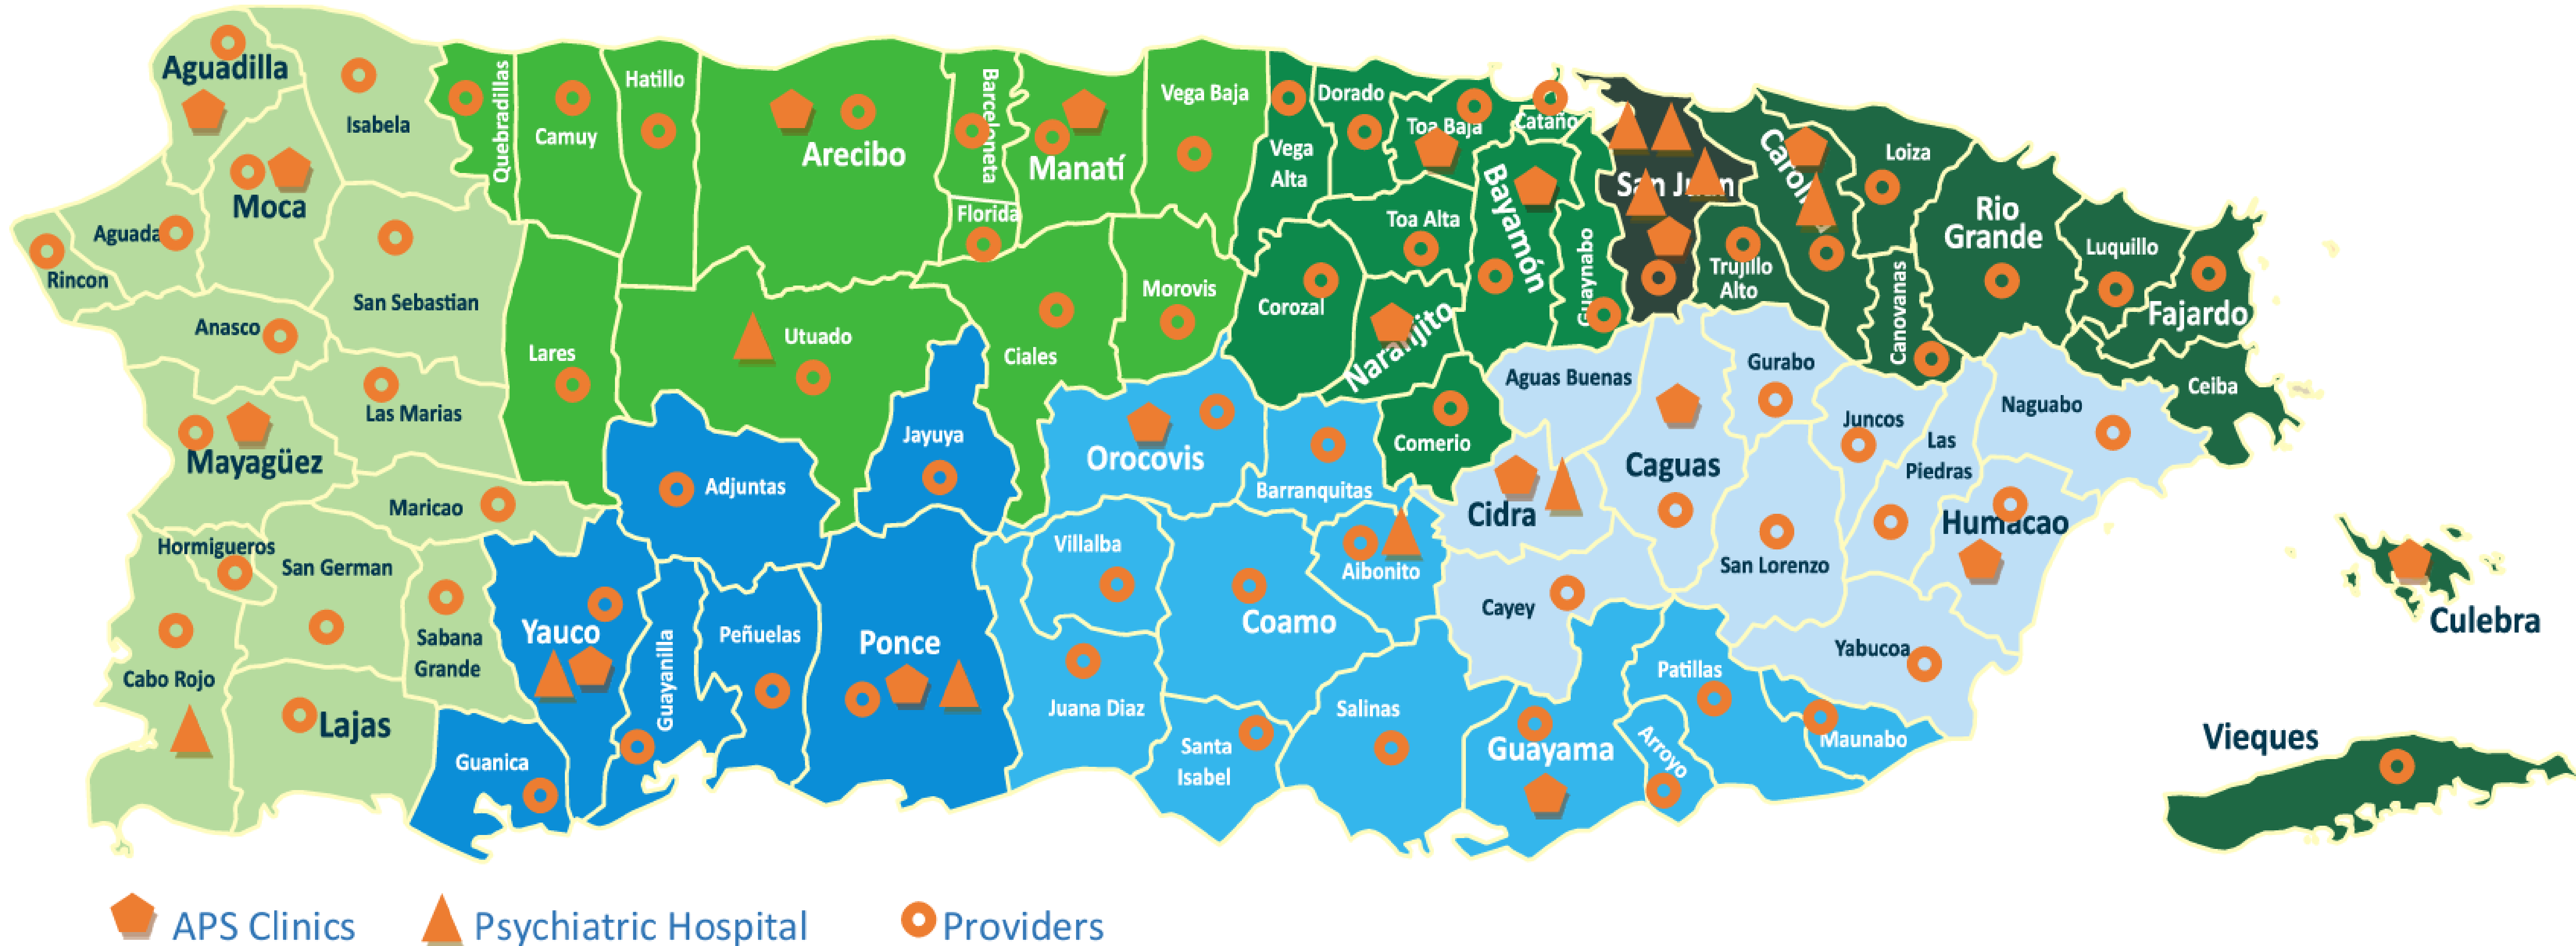 Aguadilla
Isabela
Quebradillas
Camuy
Hatillo
Arecibo
Barceloneta
Manatí
Vega Baja
Vega
Alta
Dorado
Toa Baja
Cataño
San Juan
Carolina
Loiza
Rio
Grande
Luquillo
Fajardo
Ceiba
Moca
Aguada
Rincon
San Sebastian
Anasco
Lares
Utuado
Florida
Ciales
Morovis
Corozal
Toa Alta
Naranjito
Bayamón
Guaynabo
Trujillo
Alto
Canovanas
Las Marias
Mayagüez
Maricao
Adjuntas
Jayuya
Orocovis
Barranquitas
Comerio
Aguas Buenas
Cidra
Caguas
Gurabo
Juncos
Las
Piedras
Naguabo
Humacao
Hormigueros
San German
Sabana
Grande
Cabo Rojo
Lajas
Yauco
Guanica
Guayanilla
Peñuelas
Ponce
Villalba
Juana Diaz
Coamo
Aibonito
Santa
Isabel
Salinas
Cayey
San Lorenzo
Guayama
Patillas
Arroyo
Maunabo
Yabucoa
Culebra
Vieques
APS Clinics
Psychiatric Hospital
Providers